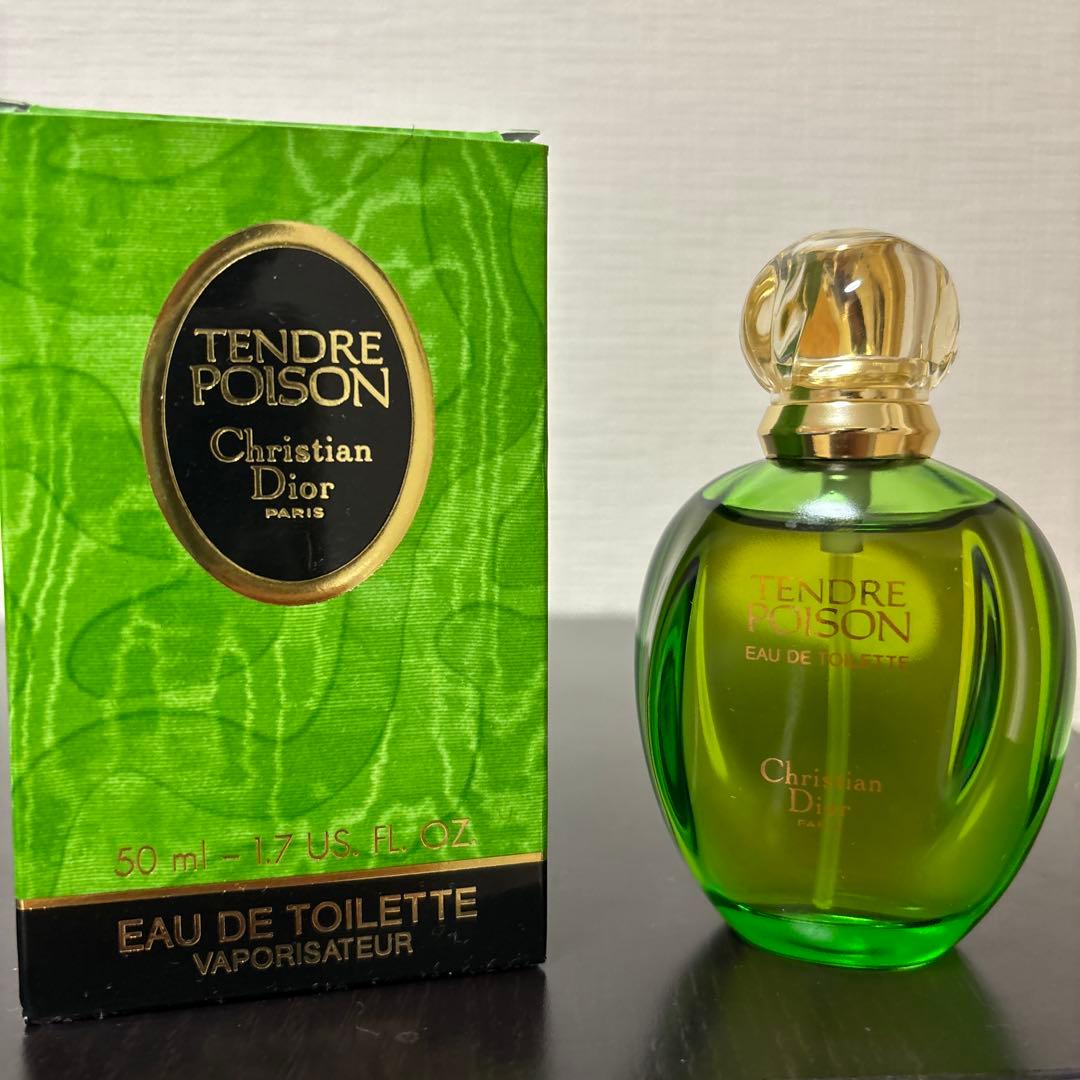 TENDRE
POISON
Christian
Dior
PARIS
50 ml – 1.7 US. FL. OZ.
EAU DE TOILETTE
VAPORISATEUR
TENDRE
POISON
EAU DE TOILETTE
Christian
Dior
PARIS